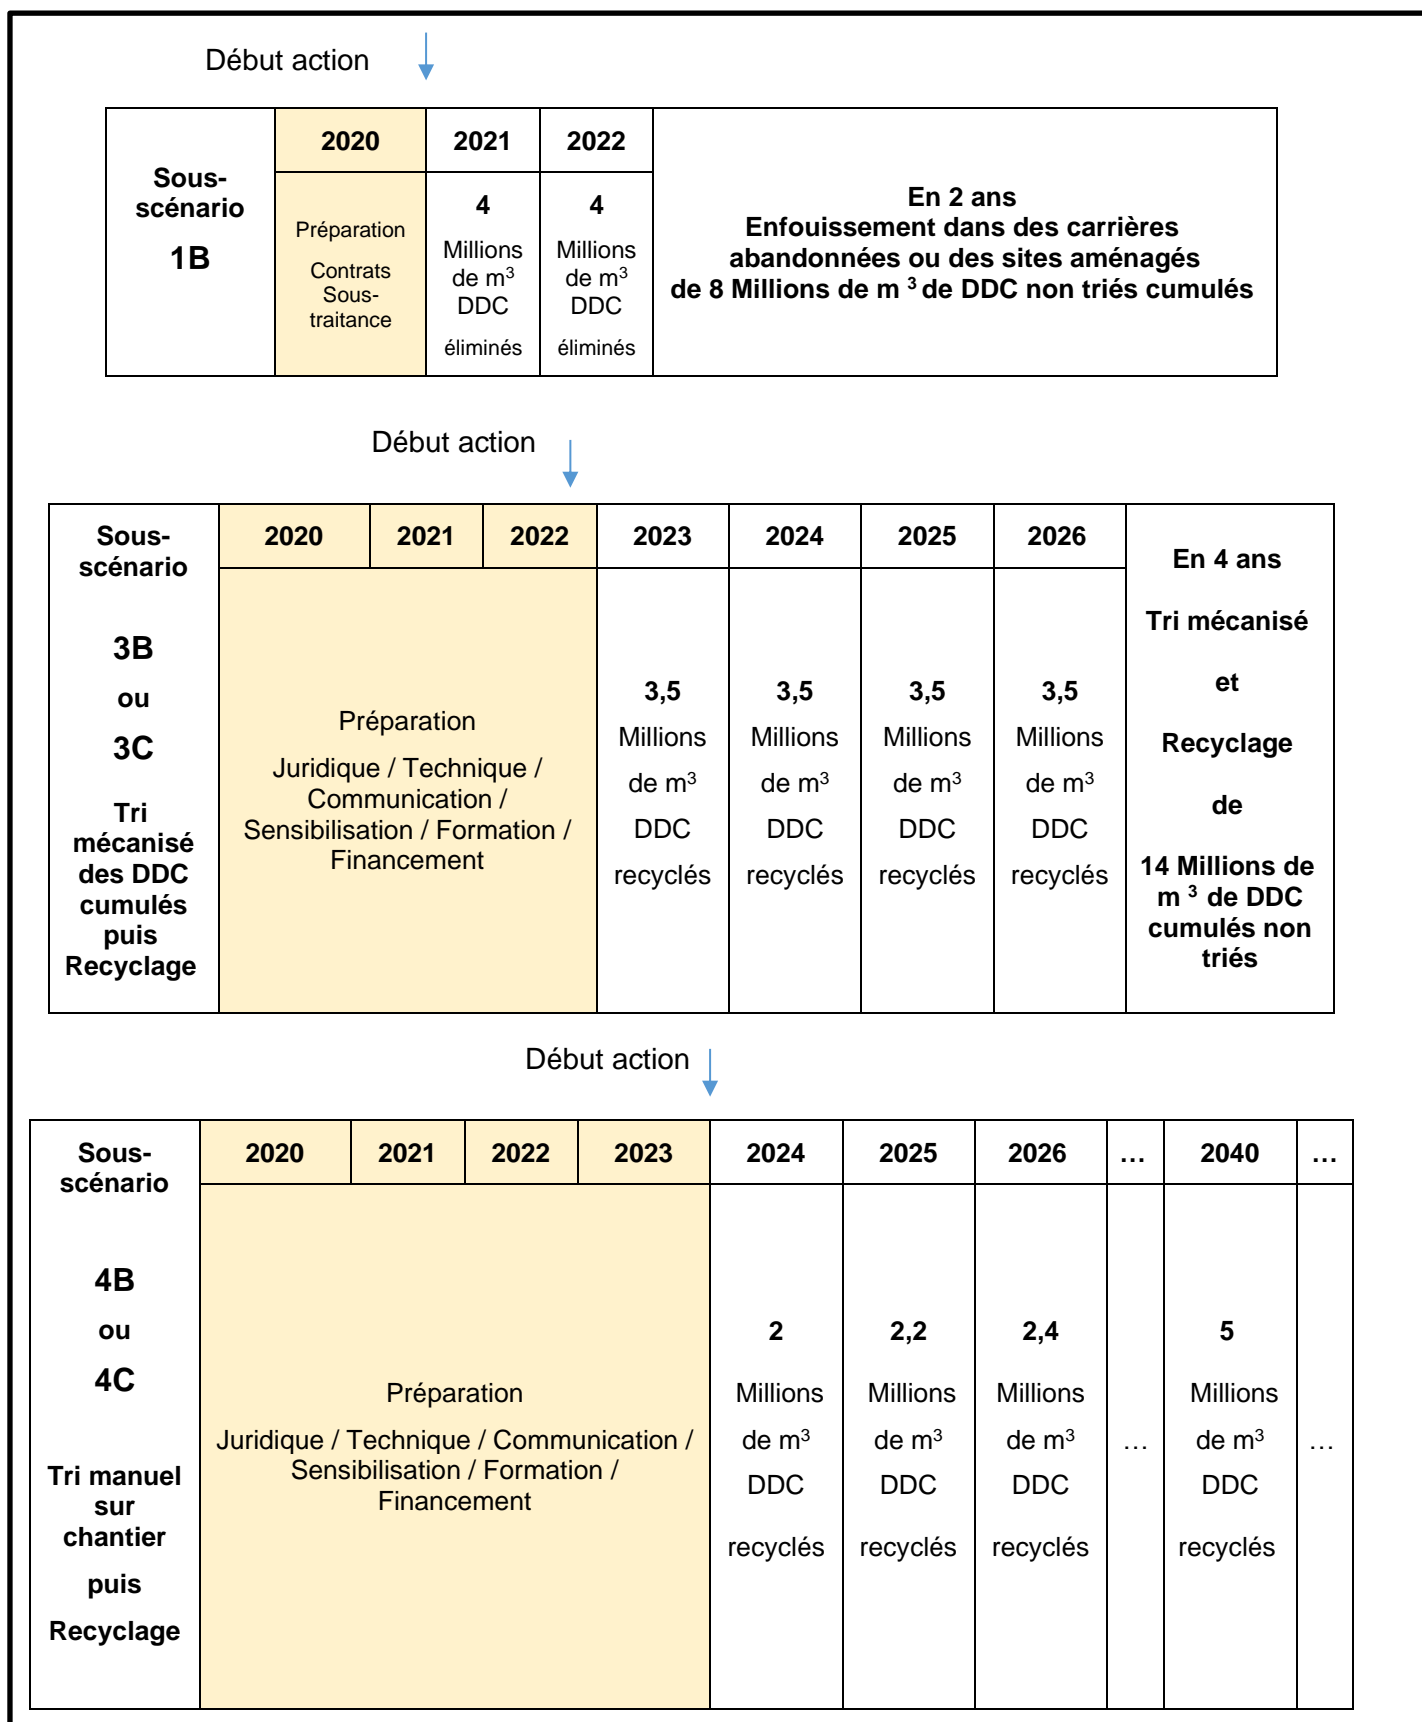 Début action
Sous-
scénario
1B
2020
2021
2022
Préparation
Contrats
Sous-
traitance
4
Millions
de m³
DDC
éliminés
4
Millions
de m³
DDC
éliminés
En 2 ans
Enfouissement dans des carrières
abandonnées ou des sites aménagés
de 8 Millions de m ³ de DDC non triés cumulés
Début action
Sous-
scénario
3B
ou
3C
Tri
mécanisé
des DDC
cumulés
puis
Recyclage
2020
2021
2022
2023
2024
2025
2026
Préparation
Juridique / Technique /
Communication /
Sensibilisation / Formation /
Financement
3,5
Millions
de m³
DDC
recyclés
3,5
Millions
de m³
DDC
recyclés
3,5
Millions
de m³
DDC
recyclés
3,5
Millions
de m³
DDC
recyclés
En 4 ans
Tri mécanisé
et
Recyclage
de
14 Millions de
m ³ de DDC
cumulés non
triés
Début action
Sous-
scénario
4B
ou
4C
Tri manuel
sur
chantier
puis
Recyclage
2020
2021
2022
2023
2024
2025
2026
…
2040
…
Préparation
Juridique / Technique / Communication /
Sensibilisation / Formation /
Financement
2
Millions
de m³
DDC
recyclés
2,2
Millions
de m³
DDC
recyclés
2,4
Millions
de m³
DDC
recyclés
…
5
Millions
de m³
DDC
recyclés
…